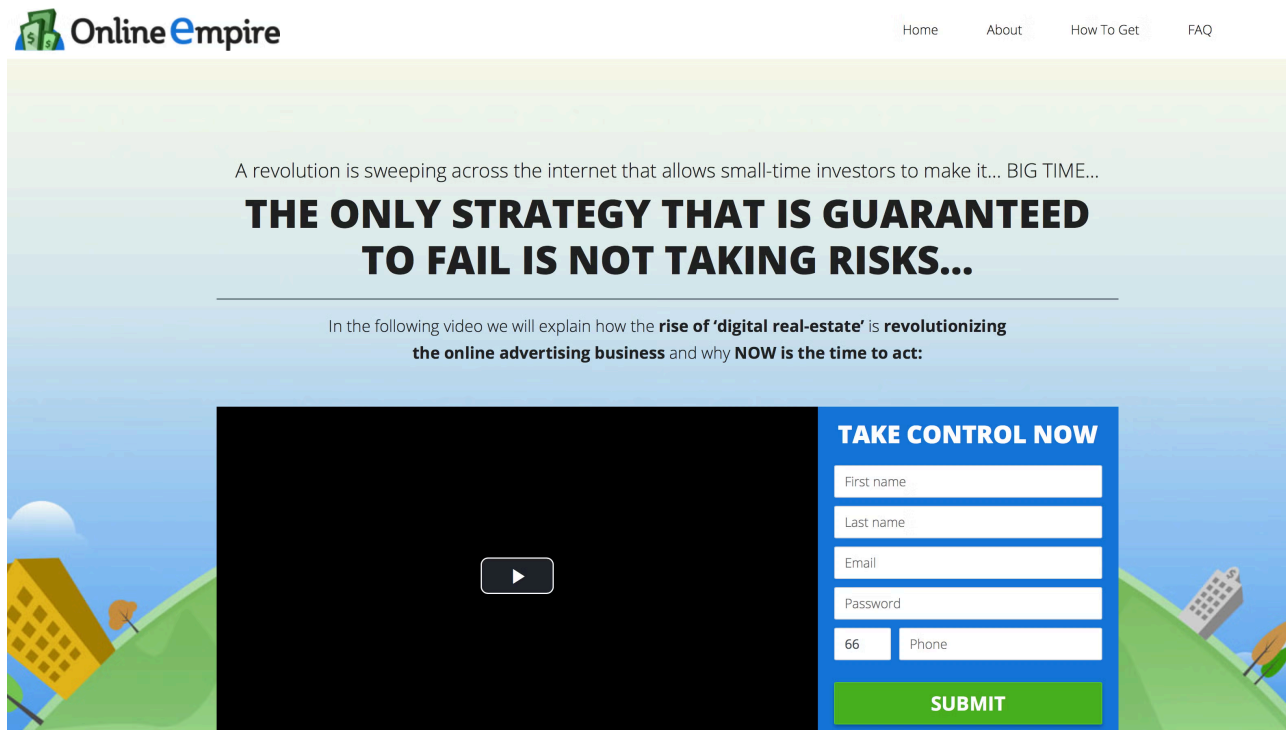 Online empire
Home About How To Get FAQ
A revolution is sweeping across the internet that allows small-time investors to make it... BIG TIME...
THE ONLY STRATEGY THAT IS GUARANTEED
TO FAIL IS NOT TAKING RISKS...
In the following video we will explain how the rise of ‘digital real-estate’ is revolutionizing
the online advertising business and why NOW is the time to act:
TAKE CONTROL NOW
First name
Last name
Email
Password
66 Phone
SUBMIT